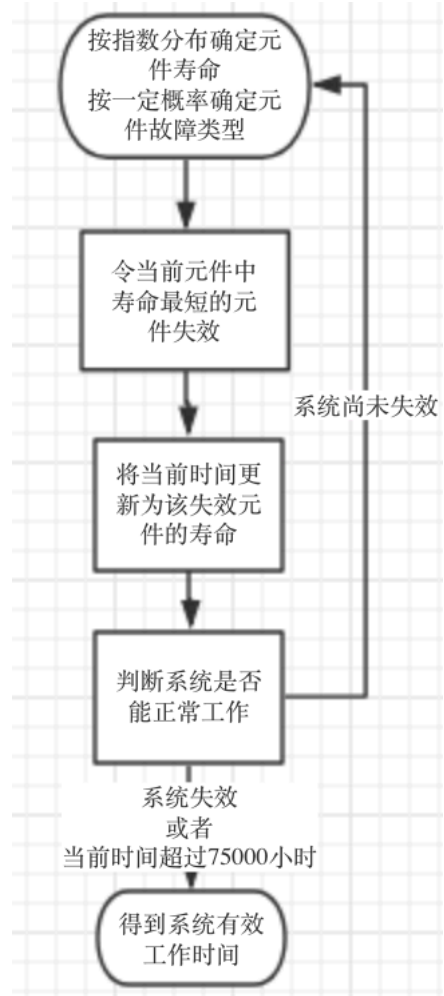 按指数分布确定元
件寿命
按一定概率确定元
件故障类型
令当前元件中
寿命最短的元
件失效
系统尚未失效
将当前时间更
新为该失效元
件的寿命
判断系统是否
能正常工作
系统失效
或者
当前时间超过75000小时
得到系统有效
工作时间